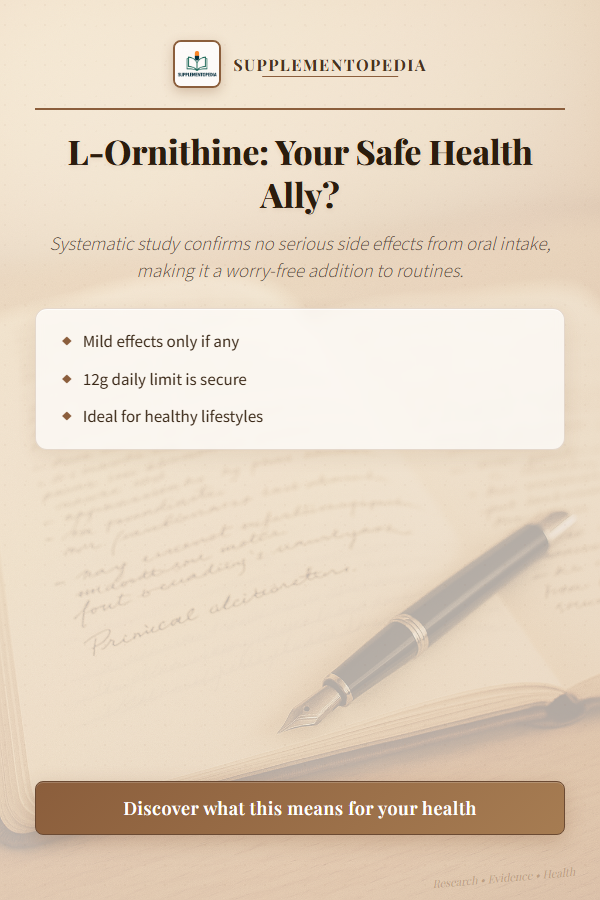 SUPPLEMENTOPEDIA
SUPPLEMENTOPEDIA
L-Ornithine: Your Safe Health
Ally?
Systematic study confirms no serious side effects from oral intake,
making it a worry-free addition to routines.
Mild effects only if any
12g daily limit is secure
Ideal for healthy lifestyles
Discover what this means for your health
Research • Evidence • Health